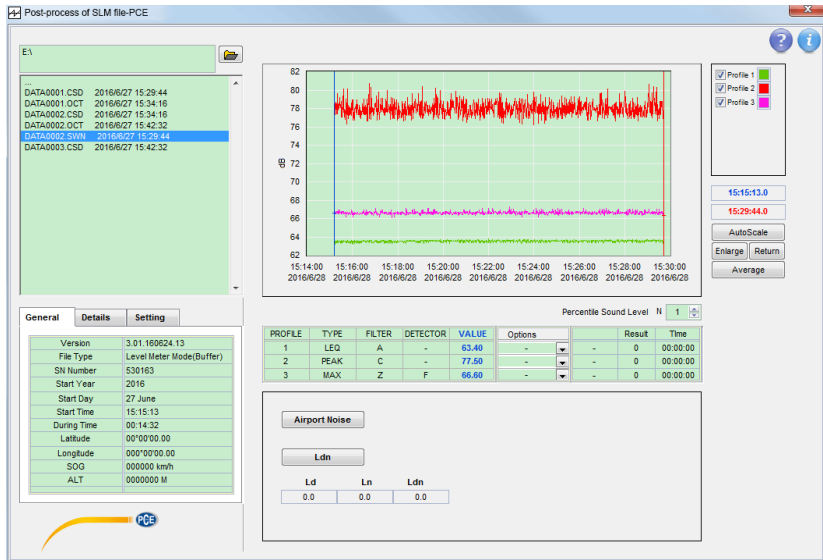 Post-process of SLM file-PCE
E:\
...
DATA0001.CSD 2016/6/27 15:29:44
DATA0001.OCT 2016/6/27 15:34:16
DATA0002.CSD 2016/6/27 15:34:16
DATA0002.OCT 2016/6/27 15:42:32
DATA0002.SWN 2016/6/27 15:29:44
DATA0003.CSD 2016/6/27 15:42:32
General Details Setting
Version 3.01.160624.13
File Type Level Meter Mode(Buffer)
SN Number 530163
Start Year 2016
Start Day 27 June
Start Time 15:15:13
During Time 00:14:32
Latitude 00°00'00.00
Longitude 000°00'00.00
SOG 000000 km/h
ALT 0000000 M
PCE
82
80
78
76
74
72
70
68
66
64
62
dB
15:14:00 15:16:00 15:18:00 15:20:00 15:22:00 15:24:00 15:26:00 15:28:00 15:30:00
2016/6/28 2016/6/28 2016/6/28 2016/6/28 2016/6/28 2016/6/28 2016/6/28 2016/6/28 2016/6/28
Profile 1
Profile 2
Profile 3
15:15:13.0
15:29:44.0
AutoScale
Enlarge Return
Average
Percentile Sound Level N 1
PROFILE TYPE FILTER DETECTOR VALUE Options Result Time
1 LEQ A - 63.40 - - 0 00:00:00
2 PEAK C - 77.50 - - 0 00:00:00
3 MAX Z F 66.60 - - 0 00:00:00
Airport Noise
Ldn
Ld Ln Ldn
0.0 0.0 0.0